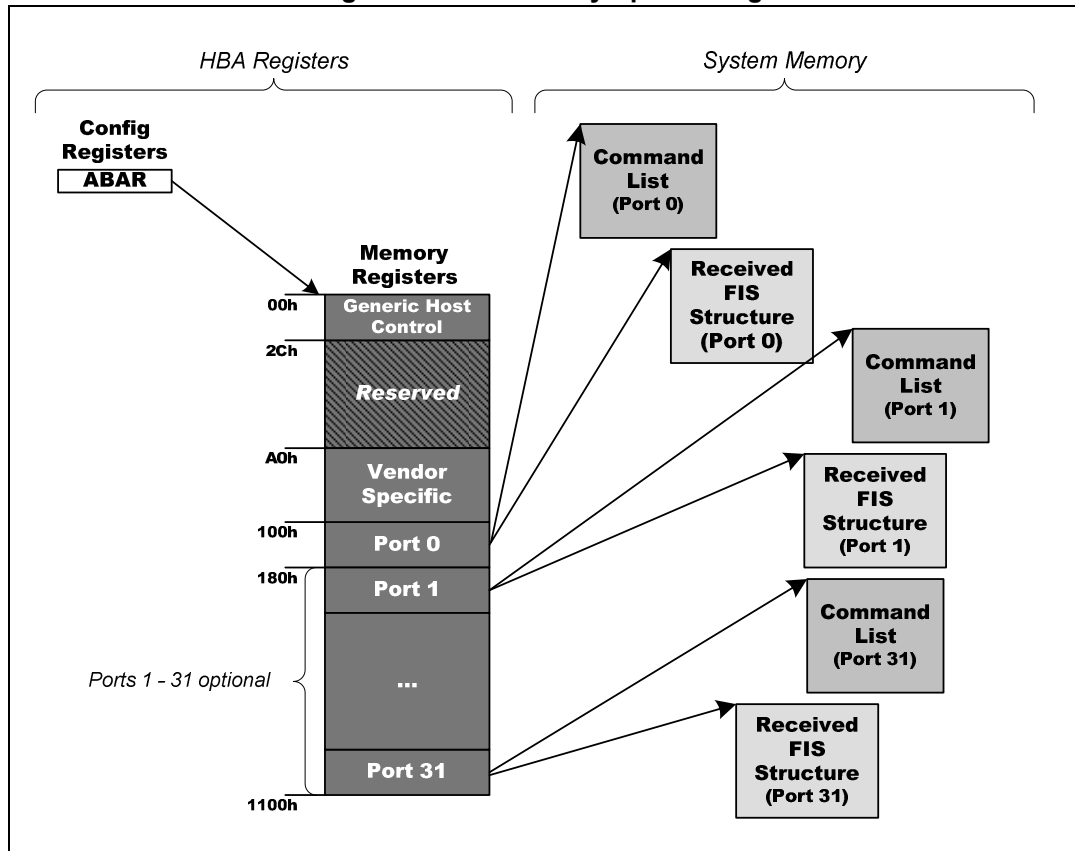 HBA Registers
System Memory
Config
Registers
ABAR
Memory
Registers
00h
Generic Host
Control
2Ch
Reserved
A0h
Vendor
Specific
100h
Port 0
180h
Port 1
Ports 1 - 31 optional
...
Port 31
1100h
Command
List
(Port 0)
Received
FIS
Structure
(Port 0)
Command
List
(Port 1)
Received
FIS
Structure
(Port 1)
Command
List
(Port 31)
Received
FIS
Structure
(Port 31)